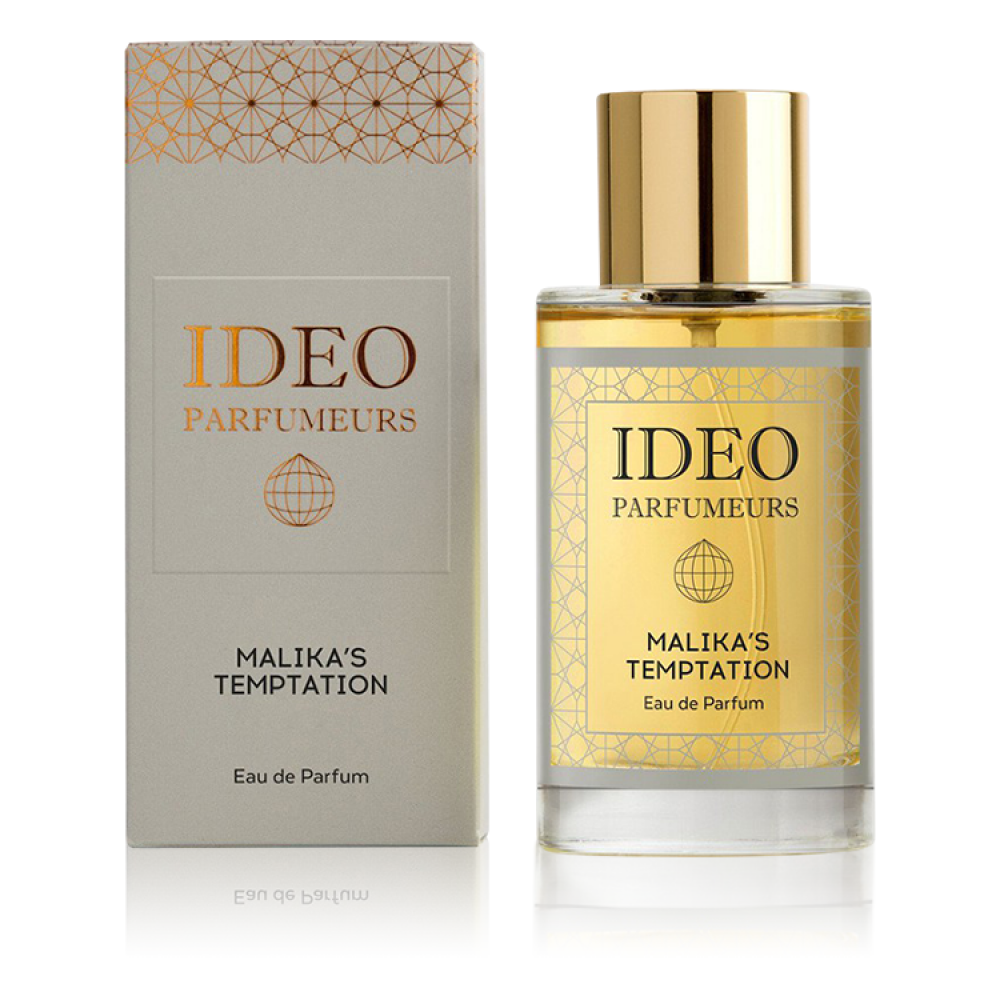 IDEO
PARFUMEURS
MALIKA'S
TEMPTATION
Eau de Parfum
IDEO
PARFUMEURS
MALIKA'S
TEMPTATION
Eau de Parfum